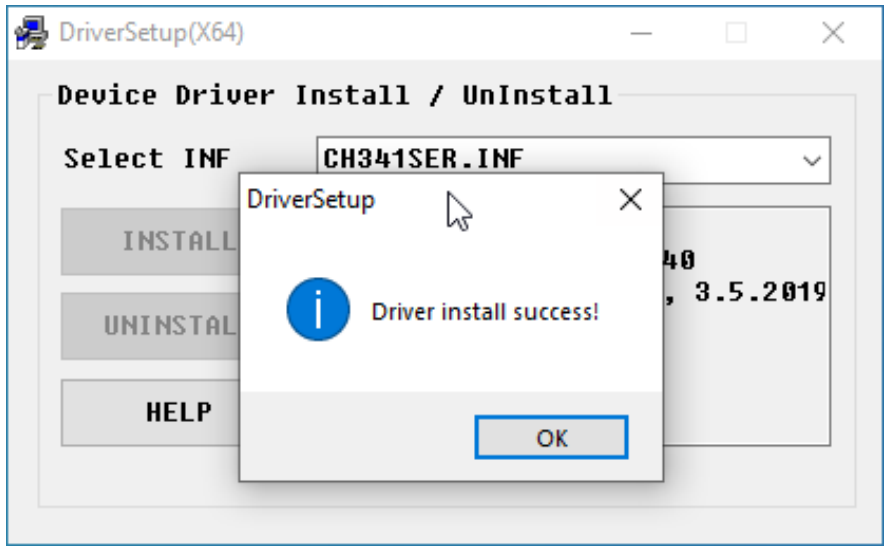 DriverSetup(X64)
Device Driver Install / UnInstall
Select INF
CH341SER.INF
DriverSetup
INSTALL
40
, 3.5.2019
Driver install success!
UNINSTAL
HELP
OK